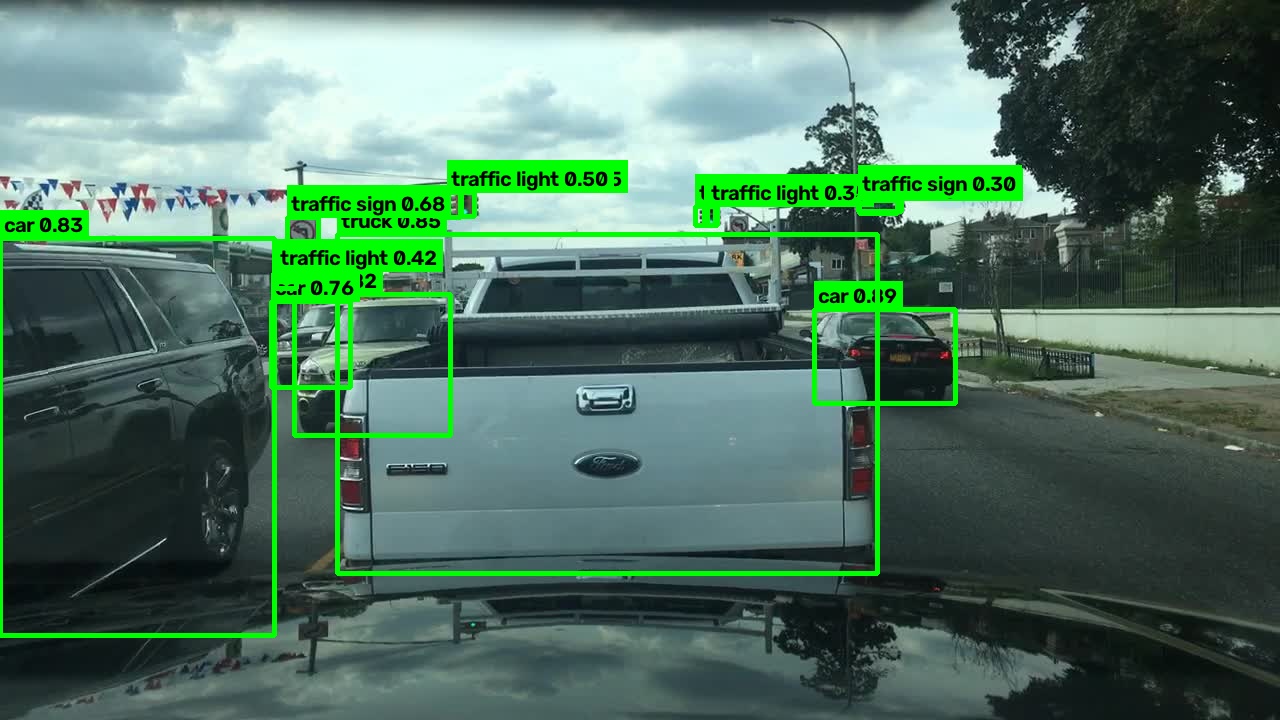 traffic light 0.50
traffic light 0.3
traffic sign 0.30
traffic sign 0.68
truck 0.85
car 0.83
traffic light 0.42
car 0.76
car 0.89
Ford
F150